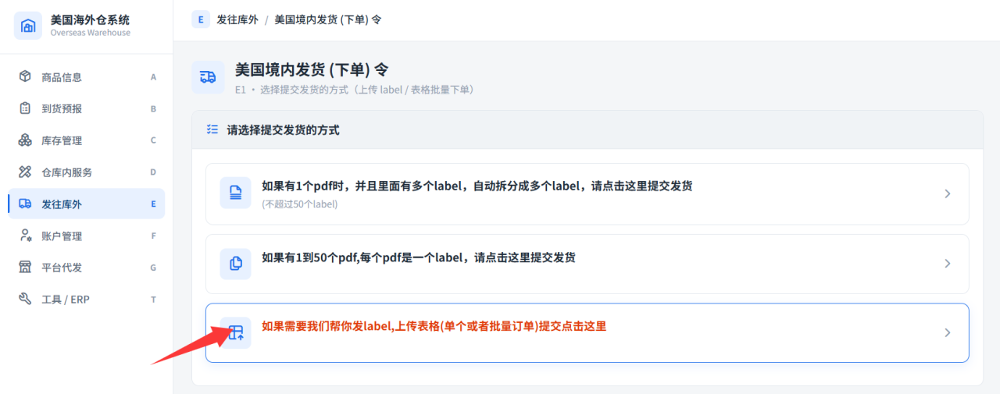 美国海外仓系统
Overseas Warehouse
商品信息 A
到货预报 B
库存管理 C
仓库内服务 D
发往库外 E
账户管理 F
平台代发 G
工具 / ERP T
E 发往库外 / 美国境内发货 (下单) 令
美国境内发货 (下单) 令
E1 · 选择提交发货的方式（上传 label / 表格批量下单）
请选择提交发货的方式
如果有1个pdf时，并且里面有多个label，自动拆分成多个label，请点击这里提交发货
(不超过50个label)
如果有1到50个pdf,每个pdf是一个label，请点击这里提交发货
如果需要我们帮你发label,上传表格(单个或者批量订单)提交点击这里